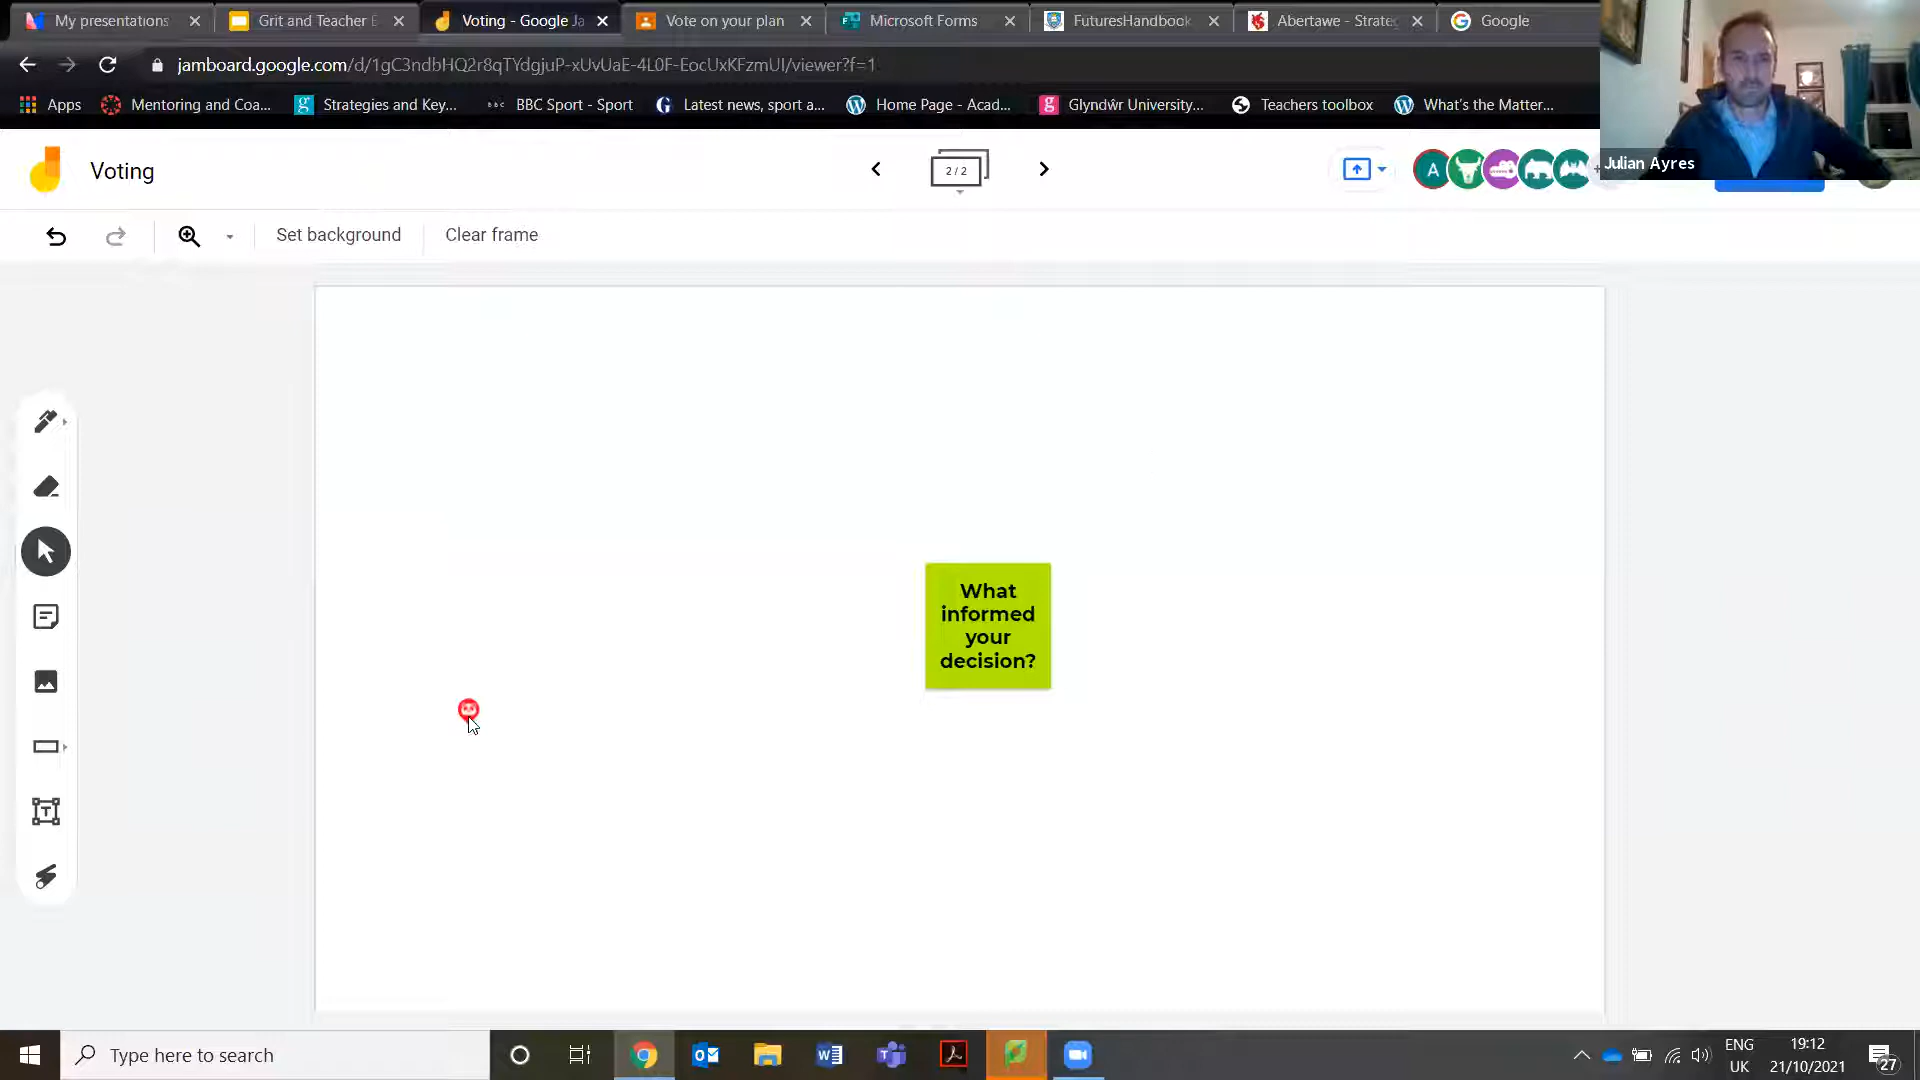 My presentations
Grit and Teacher E
Voting - Google Ja
Vote on your plan
Microsoft Forms
FuturesHandbook
Abertawe - Strateg
Google
jamboard.google.com/d/1gC3ndbHQ2r8qTYdgjuP-xUvUaE-4L0F-EocUxKFzmUI/viewer?f=1
Apps
Mentoring and Coa...
Strategies and Key...
BBC Sport - Sport
Latest news, sport a...
Home Page - Acad...
Glyndŵr University...
Teachers toolbox
What's the Matter...
Julian Ayres
Voting
2 / 2
A
Set background
Clear frame
What
informed
your
decision?
Type here to search
ENG
UK
19:12
21/10/2021
27